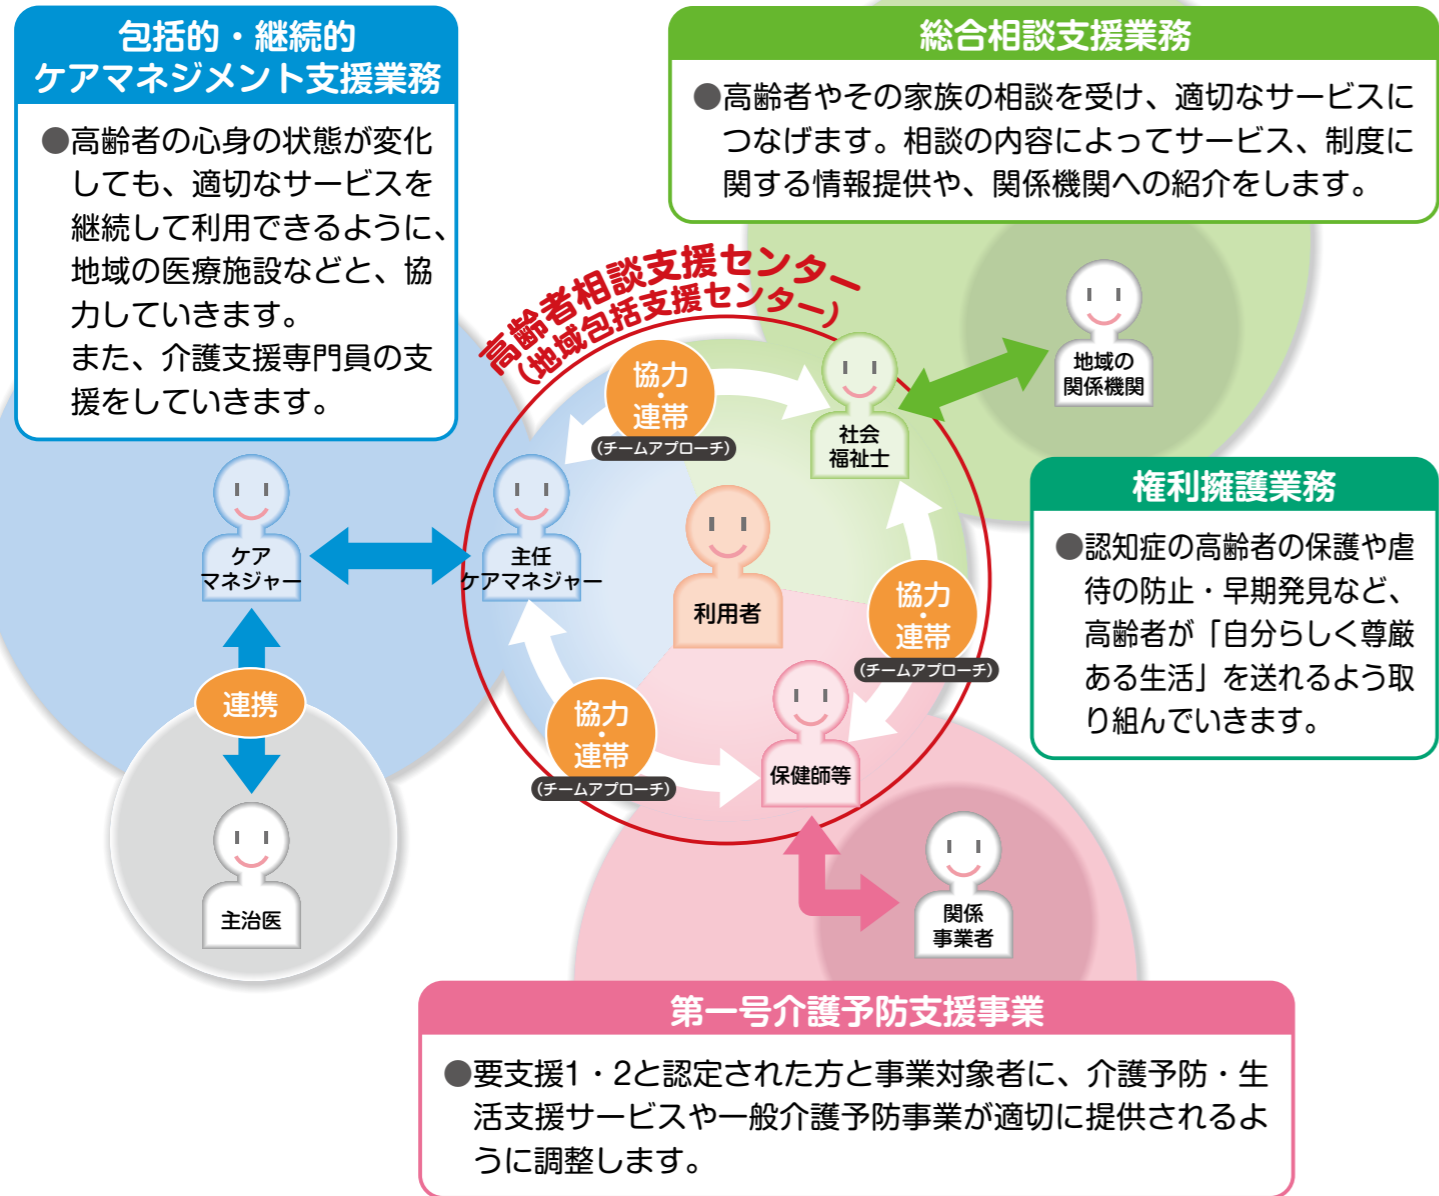 包括的・継続的
ケアマネジメント支援業務
●高齢者の心身の状態が変化
しても、適切なサービスを
継続して利用できるように、
地域の医療施設などと、協
力していきます。
また、介護支援専門員の支
援をしていきます。
総合相談支援業務
●高齢者やその家族の相談を受け、適切なサービスに
つなげます。相談の内容によってサービス、制度に
関する情報提供や、関係機関への紹介をします。
高齢者相談支援センター
(地域包括支援センター)
協力
・
連帯
(チームアプローチ)
社会
福祉士
地域の
関係機関
権利擁護業務
●認知症の高齢者の保護や虐
待の防止・早期発見など、
高齢者が「自分らしく尊厳
ある生活」を送れるよう取
り組んでいきます。
ケア
マネジャー
主任
ケアマネジャー
利用者
協力
・
連帯
(チームアプローチ)
連携
協力
・
連帯
(チームアプローチ)
保健師等
主治医
関係
事業者
第一号介護予防支援事業
●要支援1・2と認定された方と事業対象者に、介護予防・生
活支援サービスや一般介護予防事業が適切に提供されるよ
うに調整します。